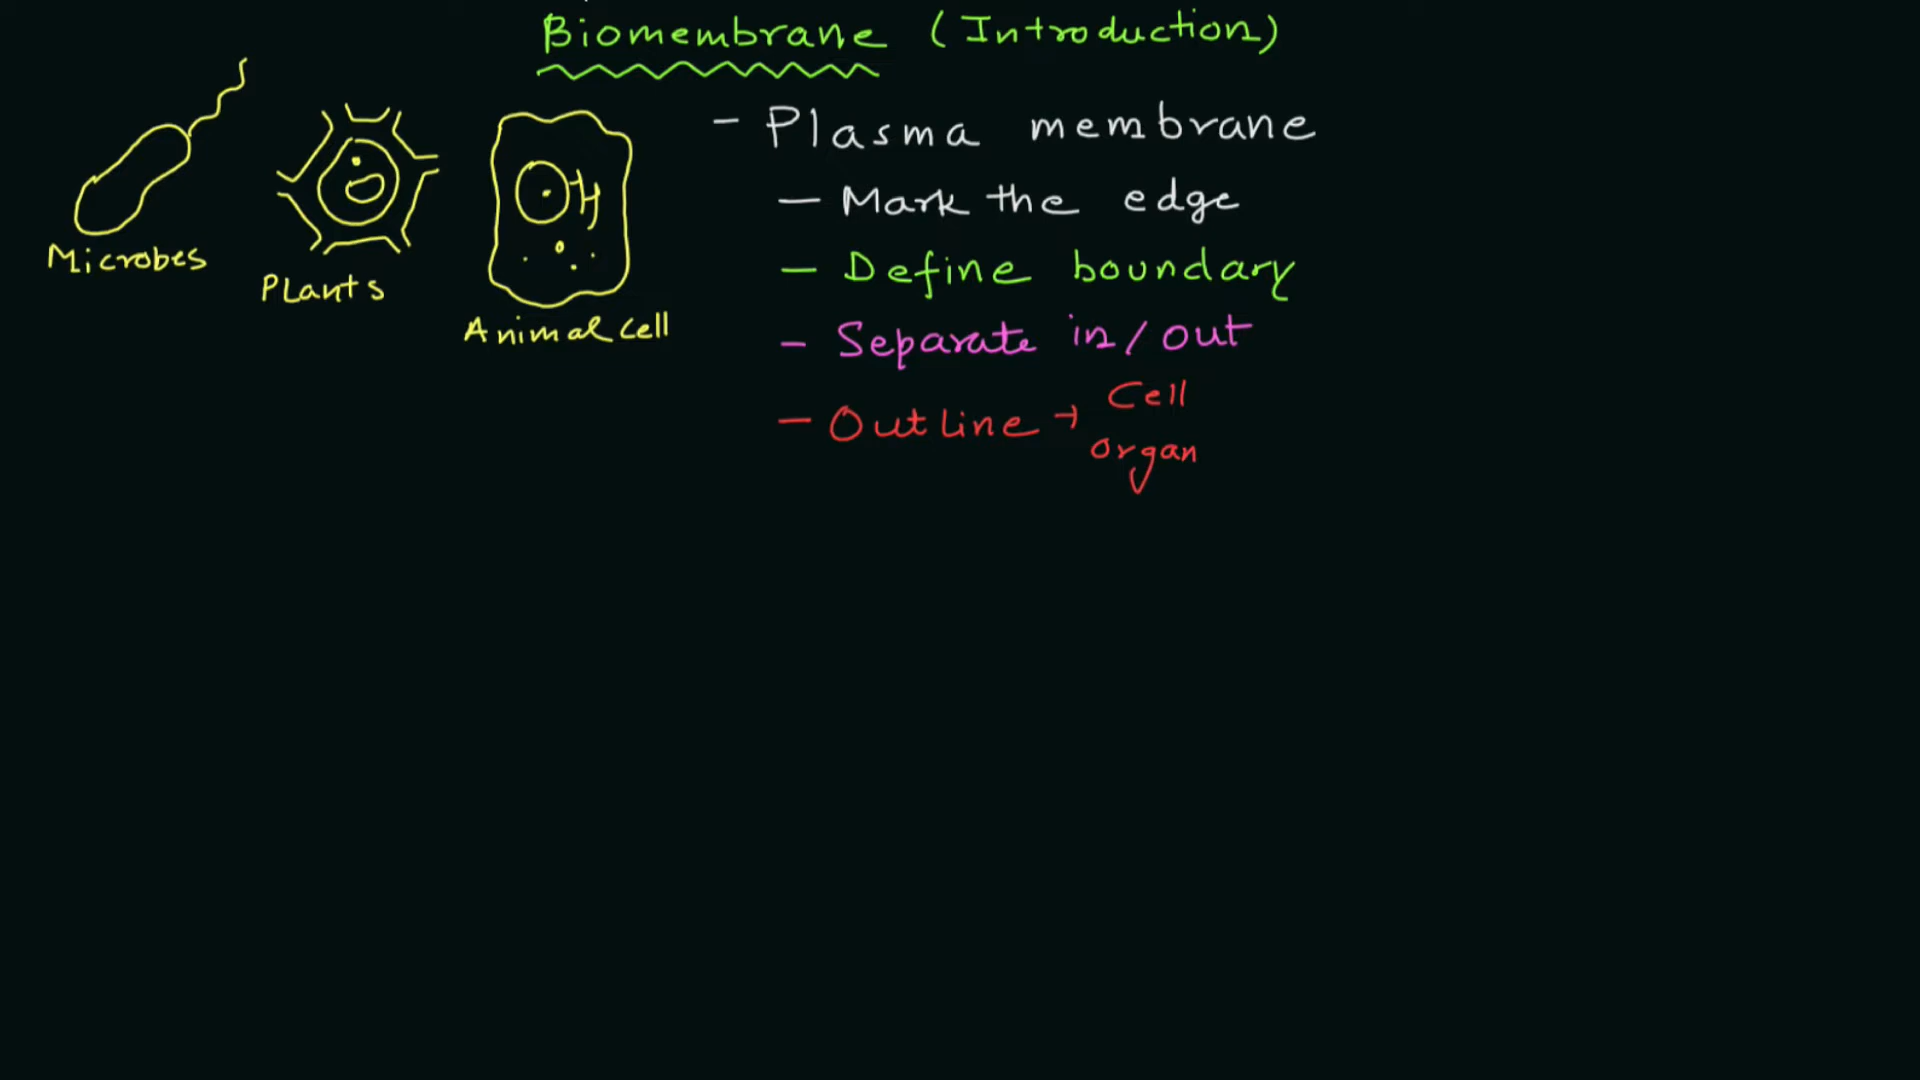 Biomembrane (Introduction)
- Plasma membrane
- Mark the edge
- Define boundary
- Separate in/out
- Outline → Cell
organ
Microbes
Plants
Animal cell